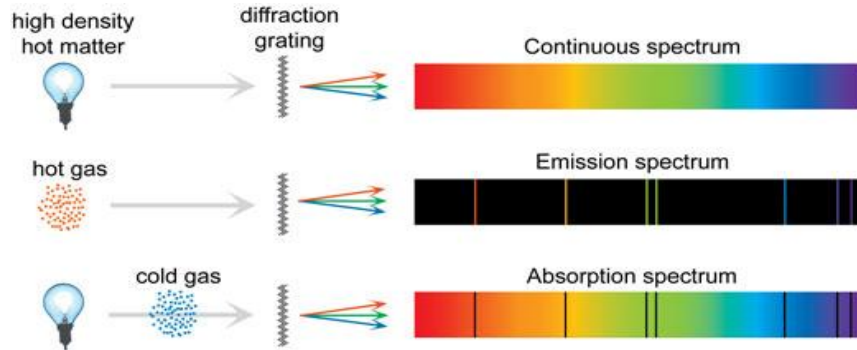 high density
hot matter
diffraction
grating
Continuous spectrum
hot gas
Emission spectrum
cold gas
Absorption spectrum